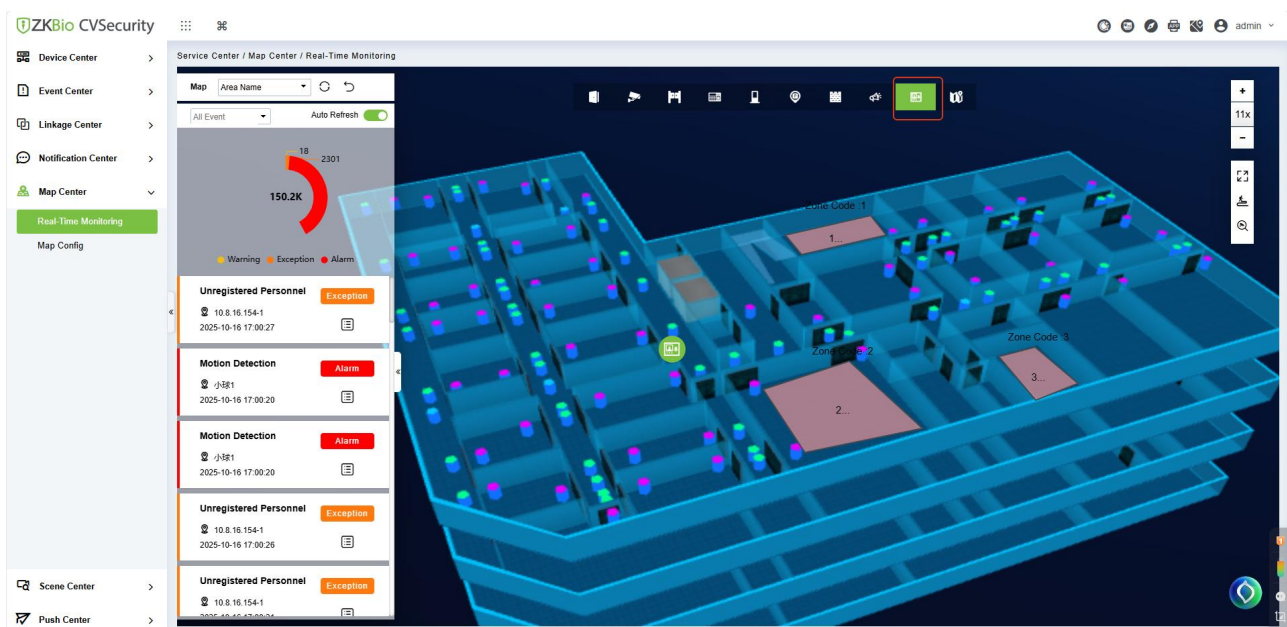 ZKBio CVSecurity
admin
Device Center
Event Center
Linkage Center
Notification Center
Map Center
Real-Time Monitoring
Map Config
Scene Center
Push Center
Service Center / Map Center / Real-Time Monitoring
Map Area Name
All Event Auto Refresh
18
2301
150.2K
Warning Exception Alarm
Unregistered Personnel Exception
10.8.16.154-1
2025-10-16 17:00:27
Motion Detection Alarm
小球1
2025-10-16 17:00:20
Motion Detection Alarm
小球1
2025-10-16 17:00:20
Unregistered Personnel Exception
10.8.16.154-1
2025-10-16 17:00:26
Unregistered Personnel Exception
10.8.16.154-1
+
11x
−
Zone Code :1
1...
Zone Code :2
2...
Zone Code :3
3...